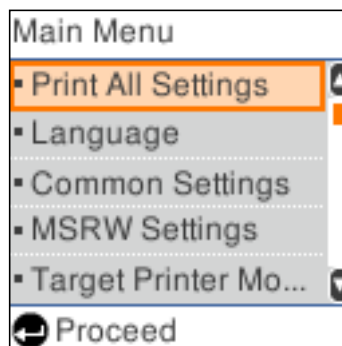 Main Menu
Print All Settings
Language
Common Settings
MSRW Settings
Target Printer Mo...
Proceed